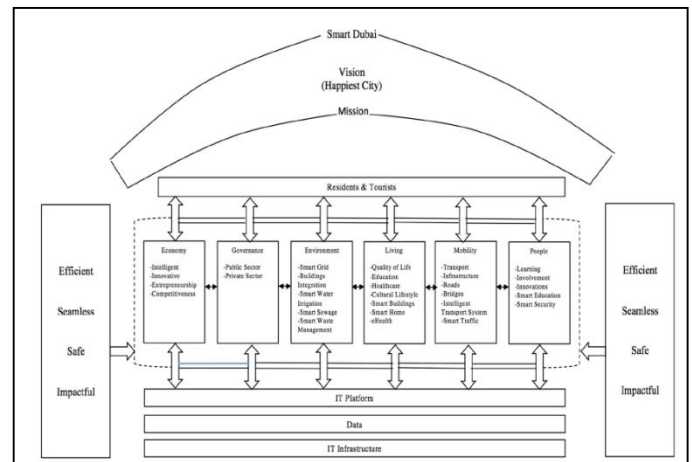 Smart Dubai
Vision
(Happiest City)
Mission
Residents & Tourists
Efficient
Seamless
Safe
Impactful
Economy
-Intelligent
-Innovative
-Entrepreneurship
-Competitiveness
Governance
-Public Sector
-Private Sector
Environment
-Smart Grid
-Buildings
Integration
-Smart Water
Irigation
-Smart Sewage
-Smart Waste
Management
Living
-Quality of Life
-Education
-Healthcare
-Cultural Lifestyle
-Smart Buildings
-Smart Home
-eHealth
Mobility
-Transport
-Infrastructure
-Roads
-Bridges
-Intelligent
Transport System
-Smart Traffic
People
-Learning
-Involvement
-Innovations
-Smart Education
-Smart Security
Efficient
Seamless
Safe
Impactful
IT Platform
Data
IT Infrastructure